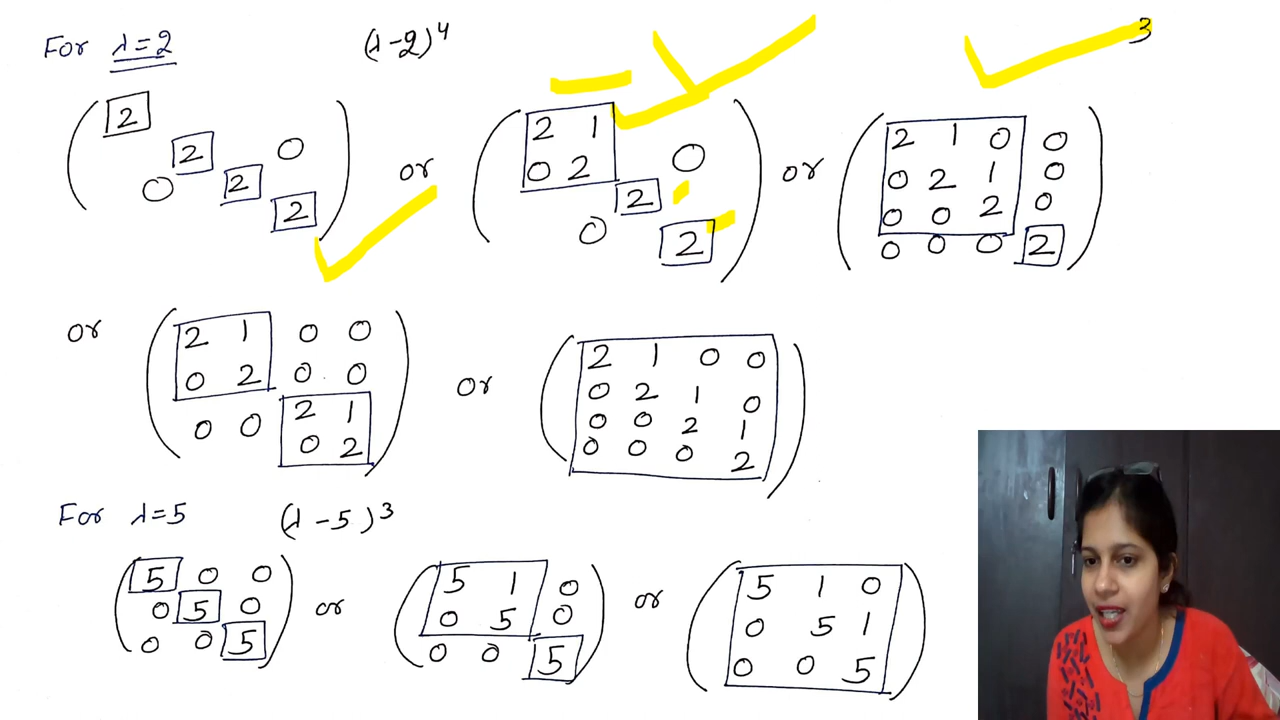 For λ=2 (λ-2)⁴ 3
2 2 1 2 1 0 0
2 0 or 0 2 0 or 0 2 1 0
0 2 2 0 0 2 0
2 0 2 0 0 0 2
or 2 1 0 0 or 2 1 0 0
0 2 0 0 0 2 1 0
0 0 2 1 0 0 2 1
0 2 0 0 0 2
For λ=5 (λ-5)³
5 0 0 or 5 1 0 or 5 1 0
0 5 0 0 5 0 0 5 1
0 0 5 0 0 5 0 0 5